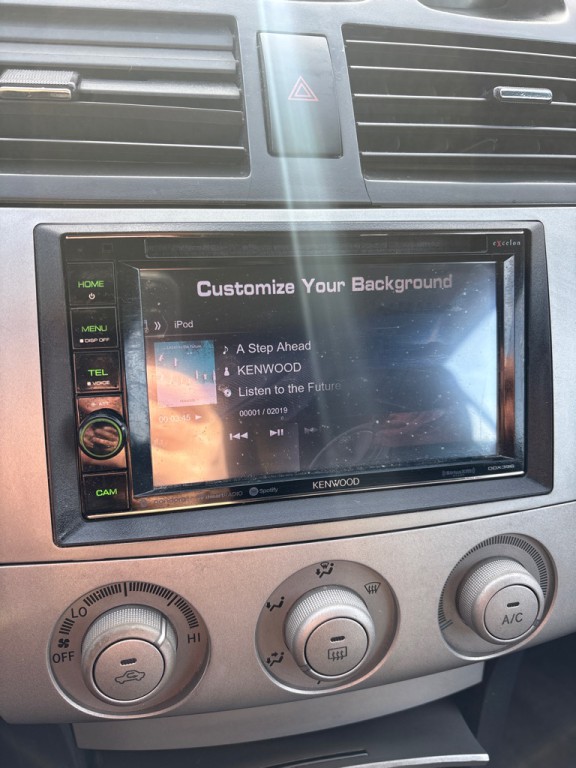 eXcelon
HOME
MENU
DISP OFF
TEL
VOICE
CAM
Customize Your Background
iPod
A Step Ahead
KENWOOD
Listen to the Future
00001 / 02019
KENWOOD
Spotify
LO
HI
OFF
A/C